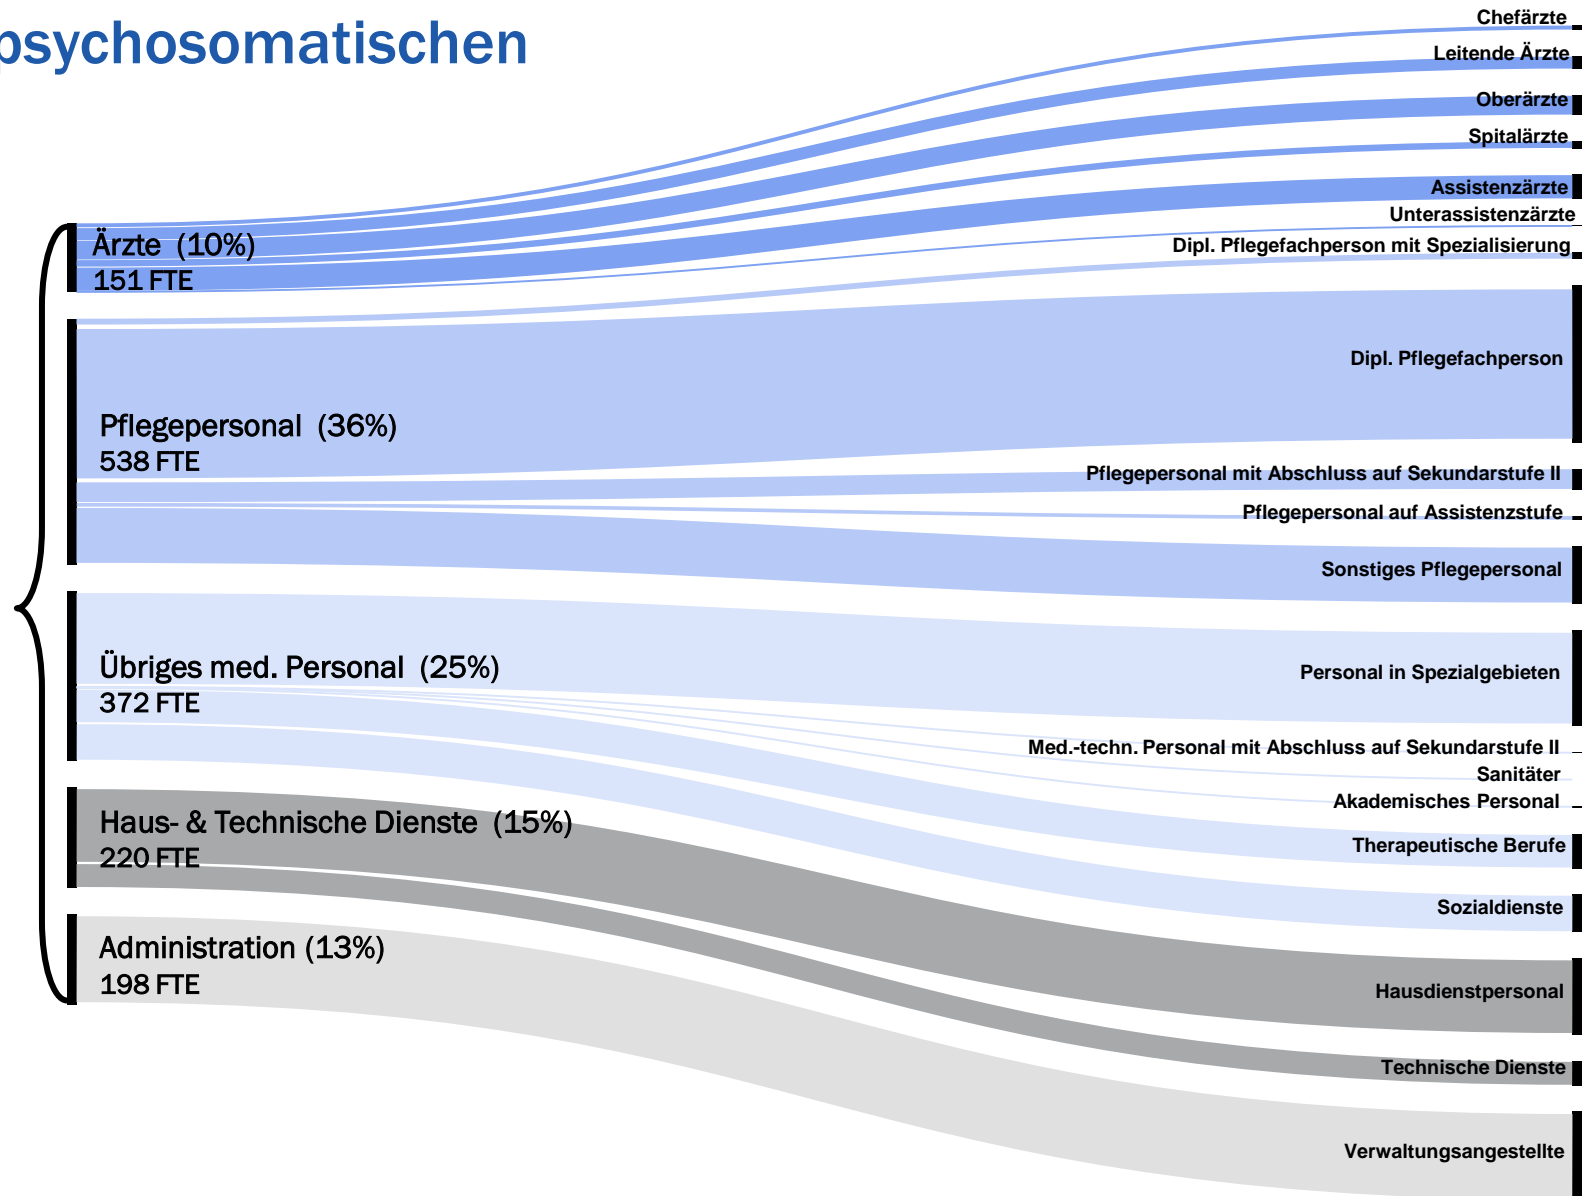 psychosomatischen
Chefärzte
Leitende Ärzte
Oberärzte
Spitalärzte
Assistenzärzte
Unterassistenzärzte
Dipl. Pflegefachperson mit Spezialisierung
Dipl. Pflegefachperson
Pflegepersonal mit Abschluss auf Sekundarstufe II
Pflegepersonal auf Assistenzstufe
Sonstiges Pflegepersonal
Personal in Spezialgebieten
Med.-techn. Personal mit Abschluss auf Sekundarstufe II
Sanitäter
Akademisches Personal
Therapeutische Berufe
Sozialdienste
Hausdienstpersonal
Technische Dienste
Verwaltungsangestellte
Ärzte (10%)
151 FTE
Pflegepersonal (36%)
538 FTE
Übriges med. Personal (25%)
372 FTE
Haus- & Technische Dienste (15%)
220 FTE
Administration (13%)
198 FTE